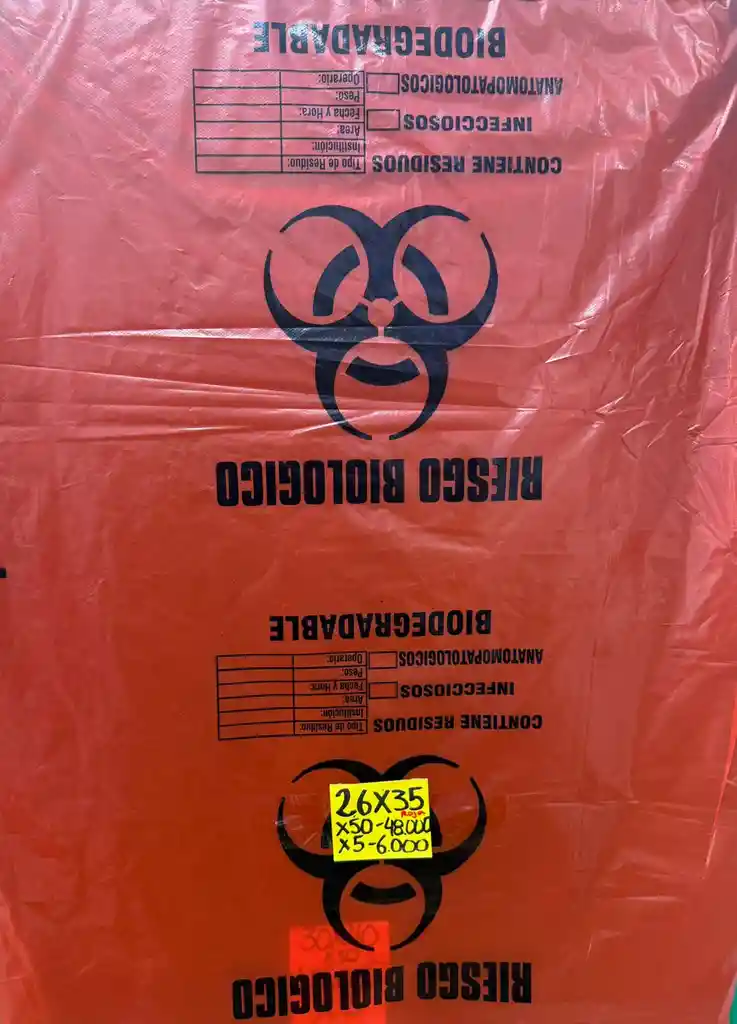 RIESGO BIOLOGICO
CONTIENE RESIDUOS
INFECCIOSOS
ANATOMOPATOLOGICOS
Tipo de Residuo:
Institución:
Area:
Fecha y Hora:
Peso:
Operario:
BIODEGRADABLE
RIESGO BIOLOGICO
CONTIENE RESIDUOS
INFECCIOSOS
ANATOMOPATOLOGICOS
Tipo de Residuo:
Institución:
Area:
Fecha y Hora:
Peso:
Operario:
BIODEGRADABLE
26X35
ROJA
X50-48.000
X5-6.000